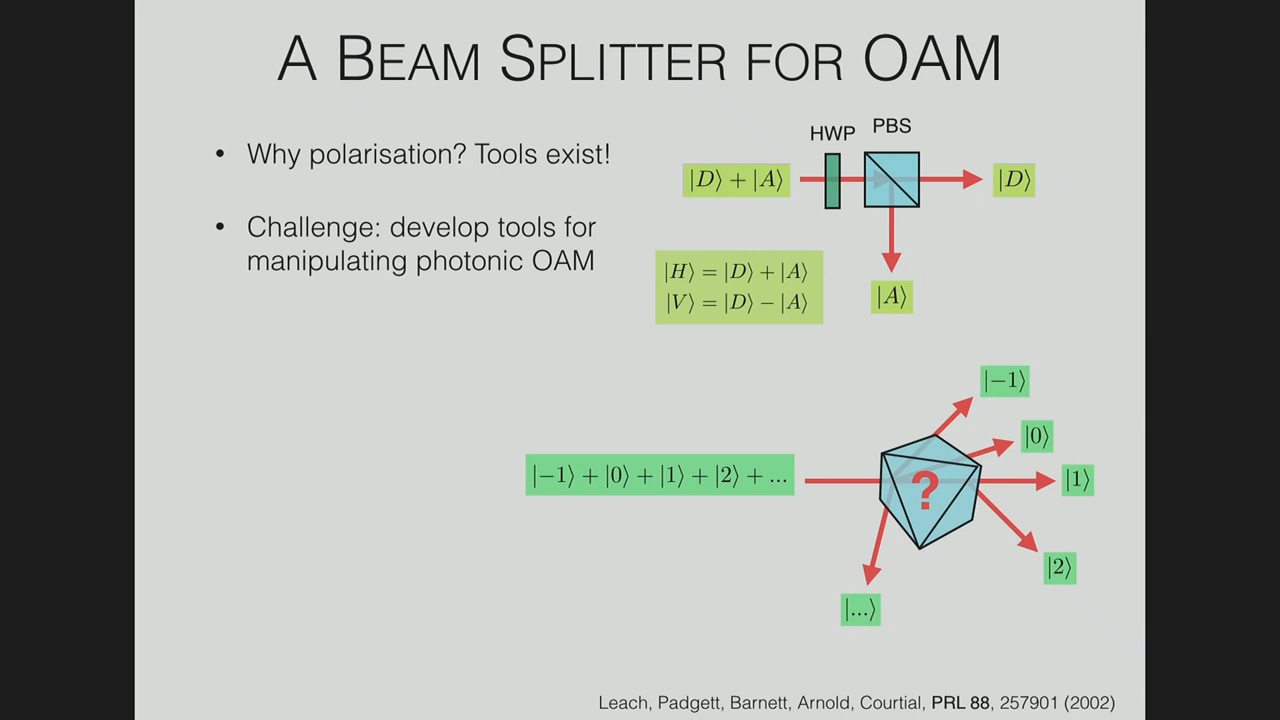 A BEAM SPLITTER FOR OAM
• Why polarisation? Tools exist!
• Challenge: develop tools for
manipulating photonic OAM
HWP
PBS
|D⟩ + |A⟩
|D⟩
|H⟩ = |D⟩ + |A⟩
|V⟩ = |D⟩ − |A⟩
|A⟩
|−1⟩ + |0⟩ + |1⟩ + |2⟩ + ...
?
|−1⟩
|0⟩
|1⟩
|2⟩
|...⟩
Leach, Padgett, Barnett, Arnold, Courtial, PRL 88, 257901 (2002)